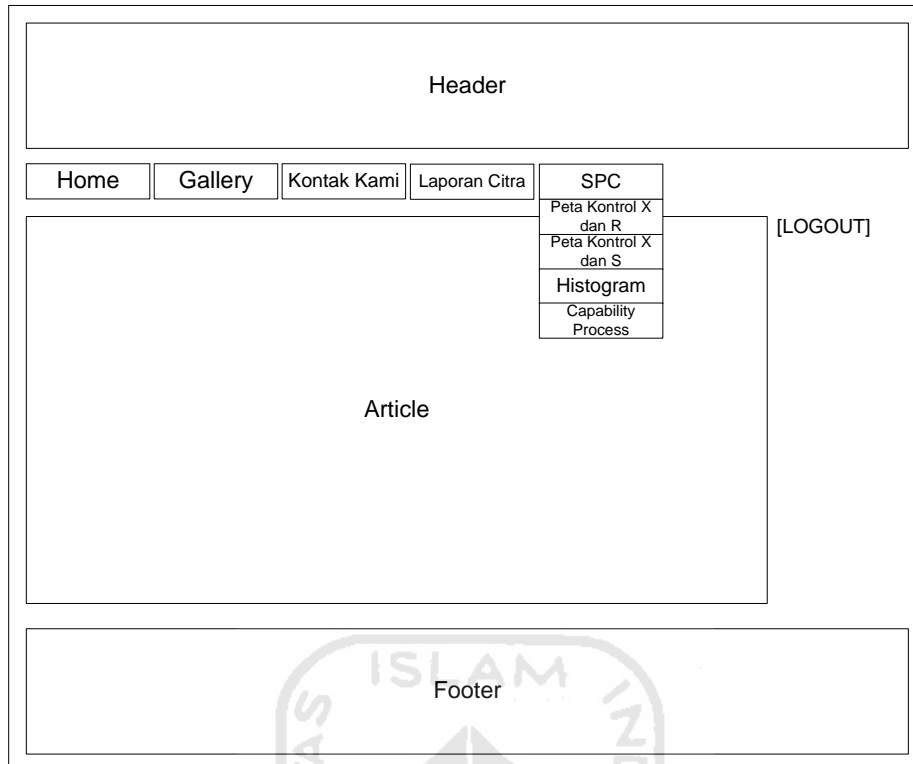 Header
Home
Gallery
Kontak Kami
Laporan Citra
SPC
Peta Kontrol X
dan R
Peta Kontrol X
dan S
Histogram
Capability
Process
[LOGOUT]
Article
Footer
ISLAM